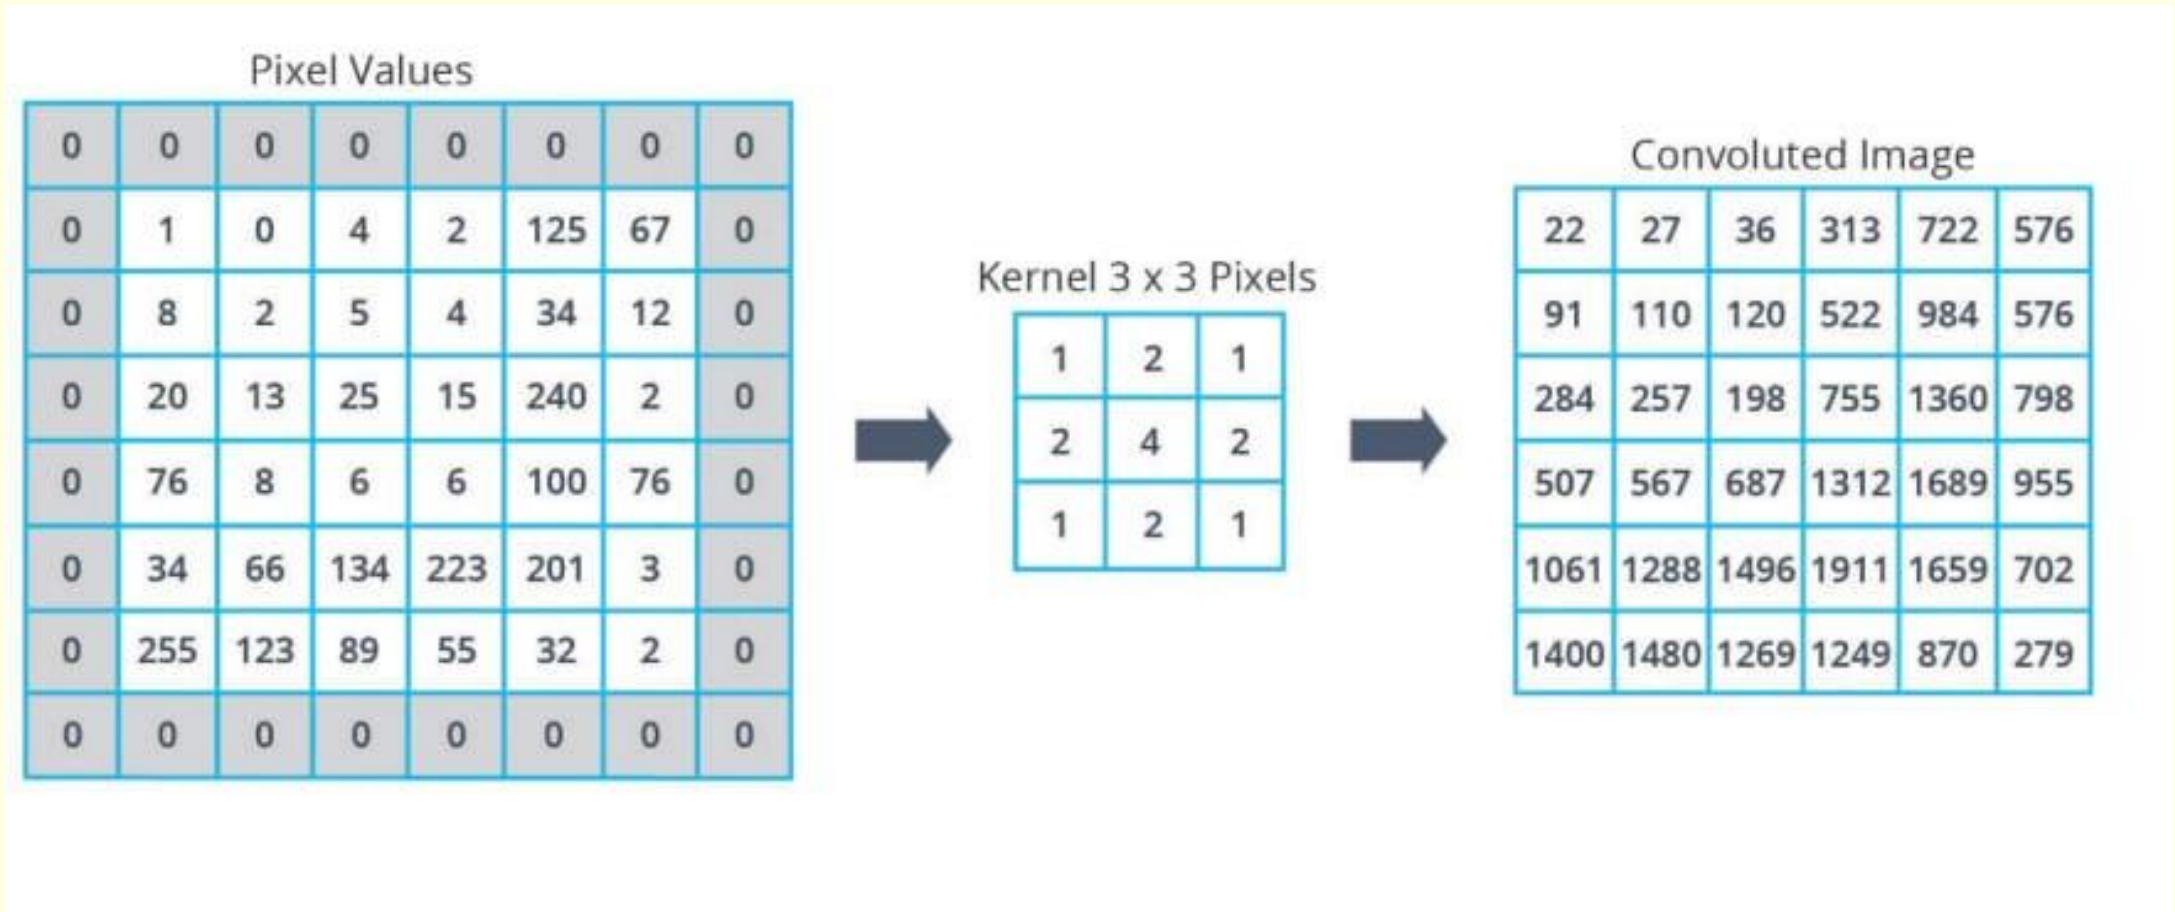 Pixel Values
0 0 0 0 0 0 0 0
0 1 0 4 2 125 67 0
0 8 2 5 4 34 12 0
0 20 13 25 15 240 2 0
0 76 8 6 6 100 76 0
0 34 66 134 223 201 3 0
0 255 123 89 55 32 2 0
0 0 0 0 0 0 0 0
Kernel 3 x 3 Pixels
1 2 1
2 4 2
1 2 1
Convoluted Image
22 27 36 313 722 576
91 110 120 522 984 576
284 257 198 755 1360 798
507 567 687 1312 1689 955
1061 1288 1496 1911 1659 702
1400 1480 1269 1249 870 279